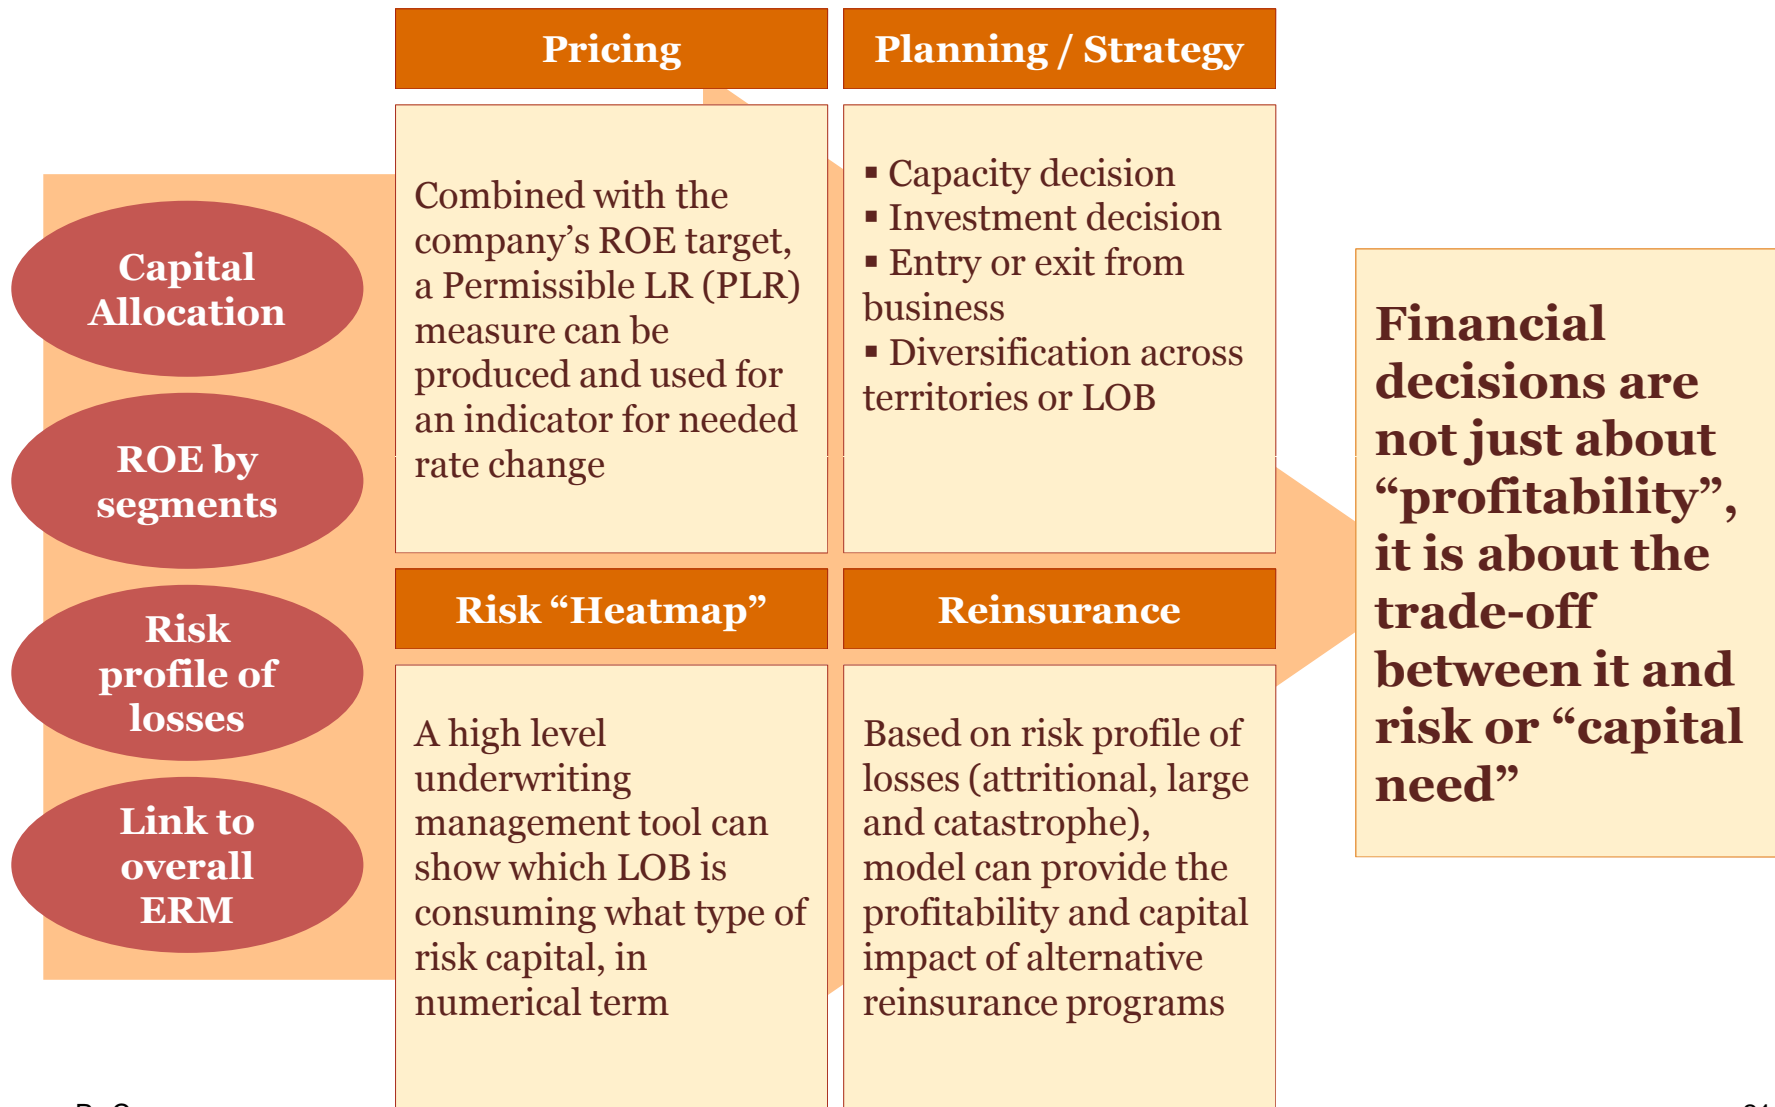 Capital
Allocation
ROE by
segments
Risk
profile of
losses
Link to
overall
ERM
Pricing
Combined with the
company’s ROE target,
a Permissible LR (PLR)
measure can be
produced and used for
an indicator for needed
rate change
Planning / Strategy
▪ Capacity decision
▪ Investment decision
▪ Entry or exit from
business
▪ Diversification across
territories or LOB
Risk “Heatmap”
A high level
underwriting
management tool can
show which LOB is
consuming what type of
risk capital, in
numerical term
Reinsurance
Based on risk profile of
losses (attritional, large
and catastrophe),
model can provide the
profitability and capital
impact of alternative
reinsurance programs
Financial
decisions are
not just about
“profitability”,
it is about the
trade-off
between it and
risk or “capital
need”